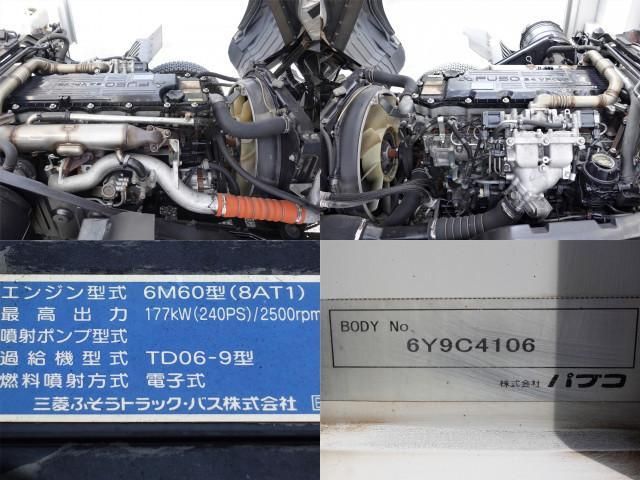 FUSO
FUSO
エンジン型式 6M60型(8AT1)
最高出力 177kW(240PS)/2500rpm
噴射ポンプ型式
過給機型式 TD06-9型
燃料噴射方式 電子式
三菱ふそうトラック・バス株式会社
BODY No.
6Y9C4106
株式会社 パブコ